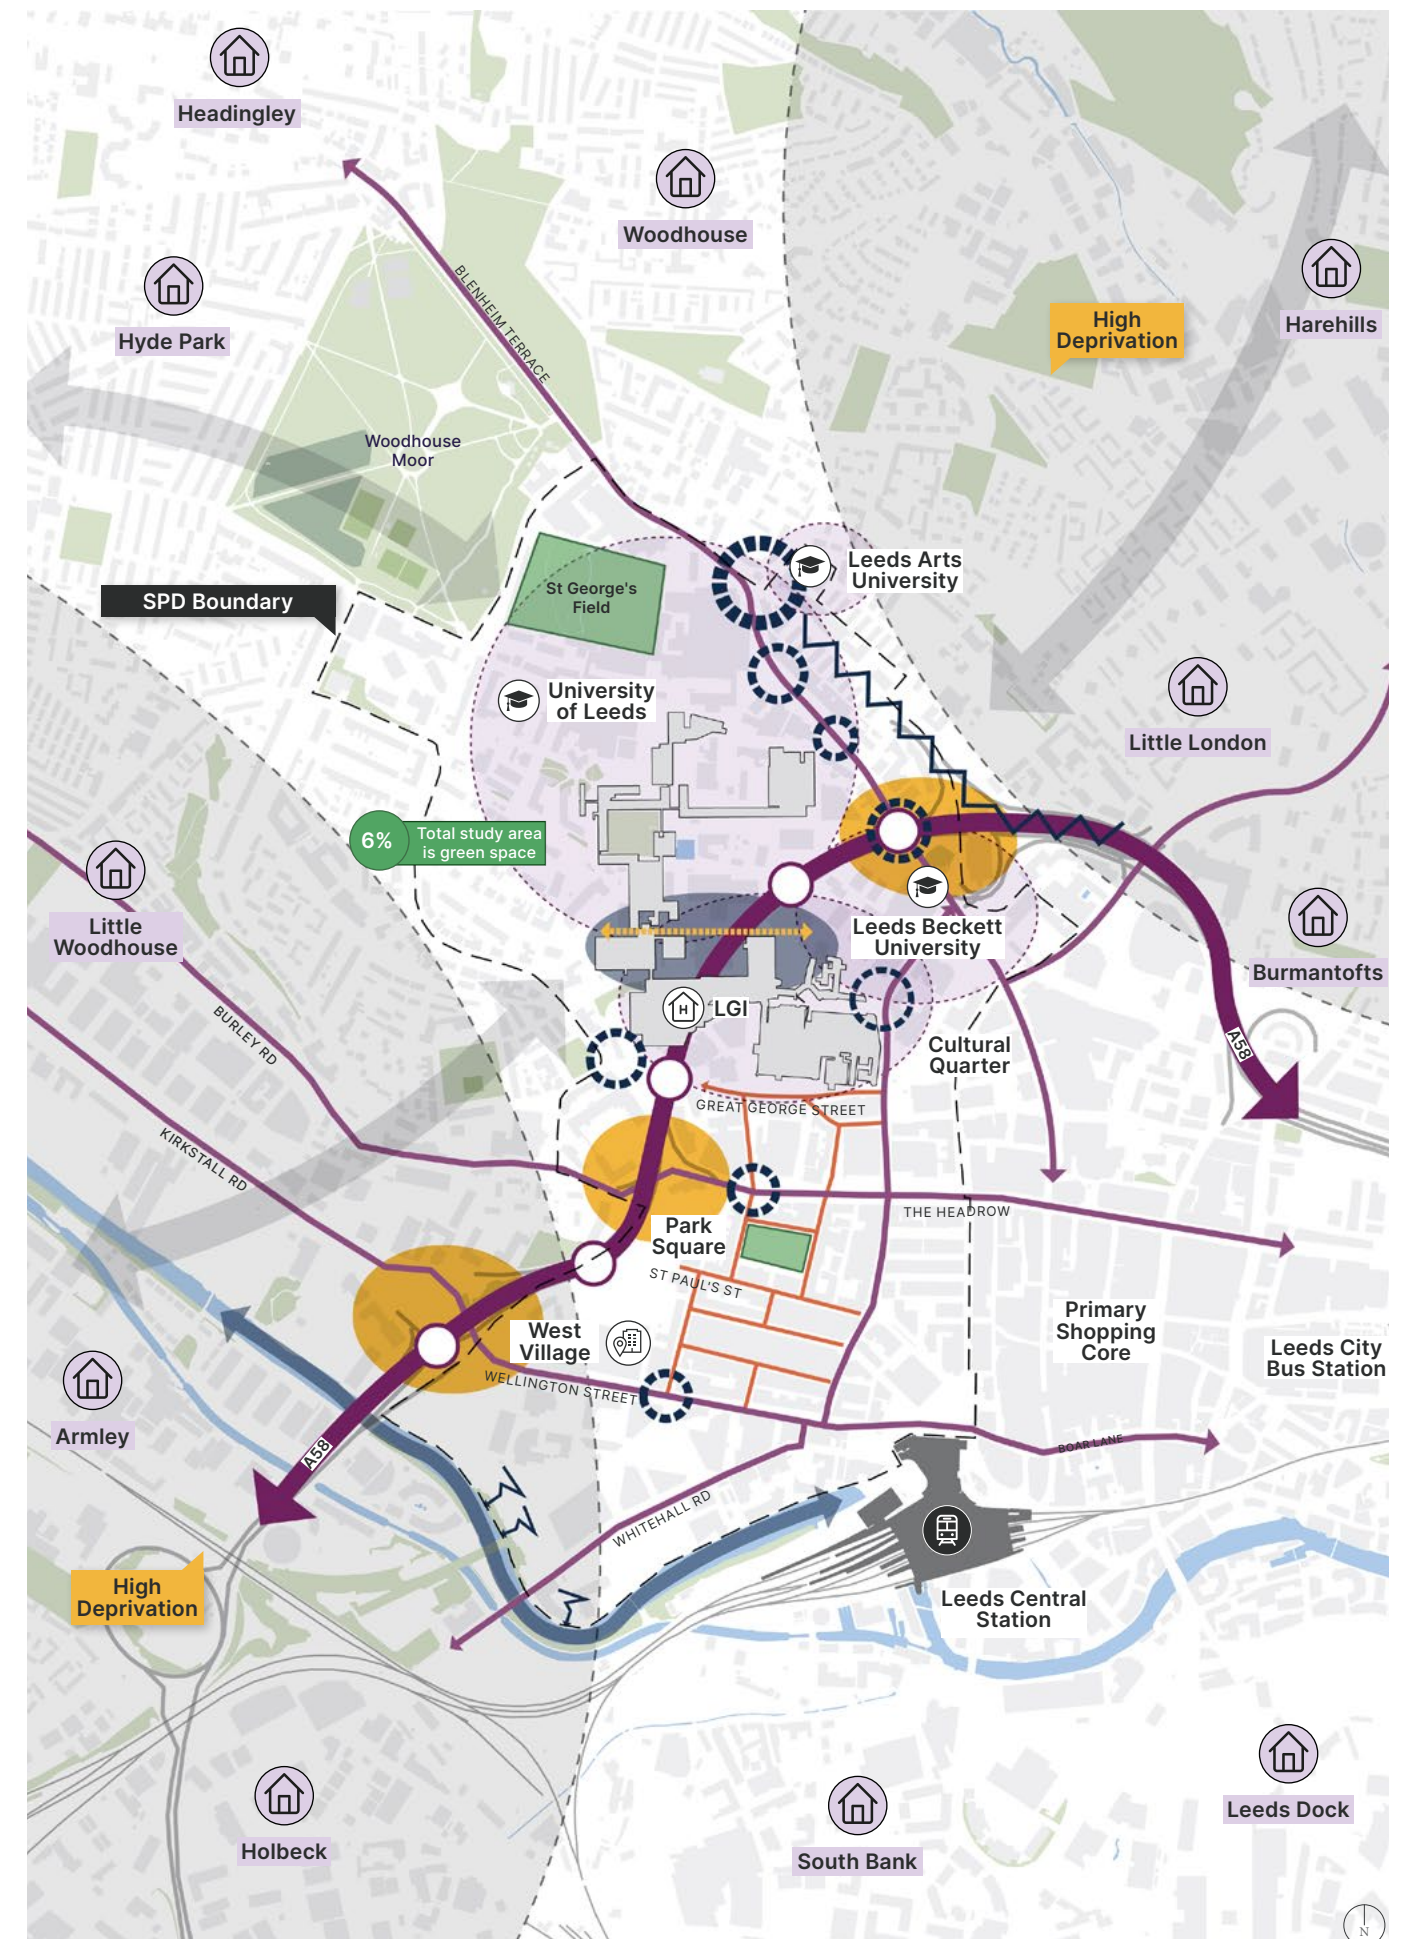 Headingley
Woodhouse
Hyde Park
BLENHEIM TERRACE
Harehills
High
Deprivation
Woodhouse
Moor
Leeds Arts
University
St George's
Field
SPD Boundary
University
of Leeds
Little London
6%
Total study area
is green space
Little
Woodhouse
Leeds Beckett
University
Burmantofts
H
LGI
BURLEY RD
A58
Cultural
Quarter
GREAT GEORGE STREET
KIRKSTALL RD
THE HEADROW
Park
Square
ST PAUL'S ST
Primary
Shopping
Core
West
Village
Leeds City
Bus Station
WELLINGTON STREET
Armley
A58
BOAR LANE
WHITEHALL RD
High
Deprivation
Leeds Central
Station
Holbeck
South Bank
Leeds Dock
N